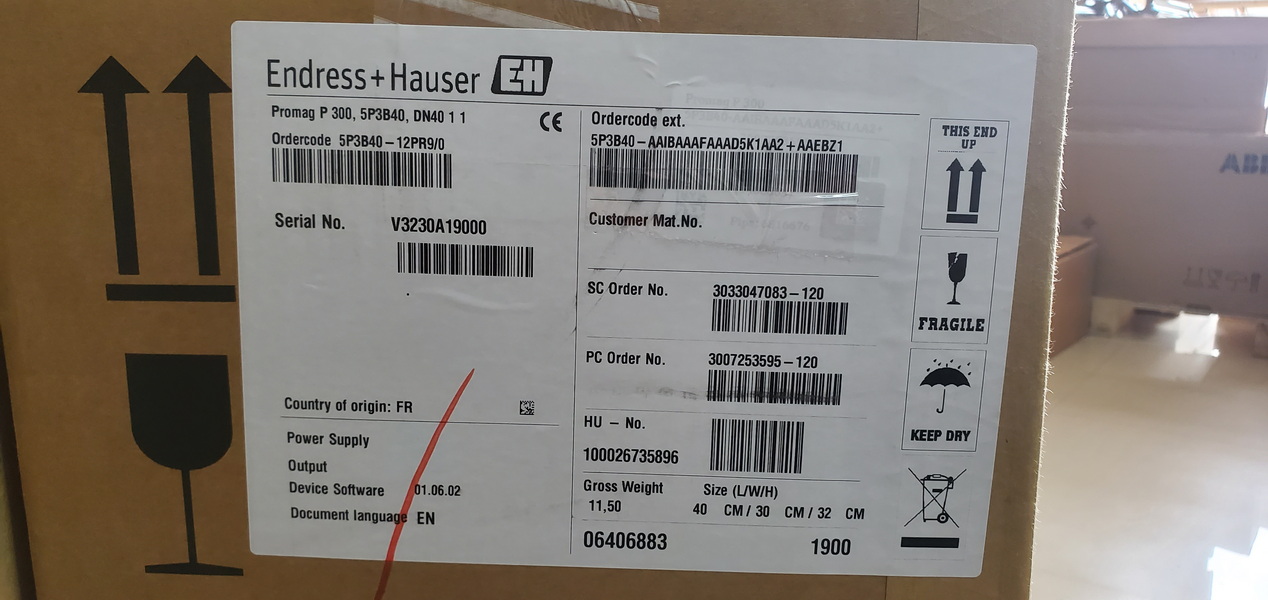 Endress+Hauser EH
Promag P 300, 5P3B40, DN40 1 1
CE
Ordercode 5P3B40-12PR9/0
Serial No. V3230A19000
Country of origin: FR
Power Supply
Output
Device Software 01.06.02
Document language EN
Ordercode ext.
5P3B40-AAIBAAAFAAAD5K1AA2+AAEBZ1
Customer Mat.No.
SC Order No. 3033047083-120
PC Order No. 3007253595-120
HU - No.
100026735896
Gross Weight Size (L/W/H)
11,50 40 CM / 30 CM / 32 CM
06406883 1900
THIS END
UP
FRAGILE
KEEP DRY
ABB